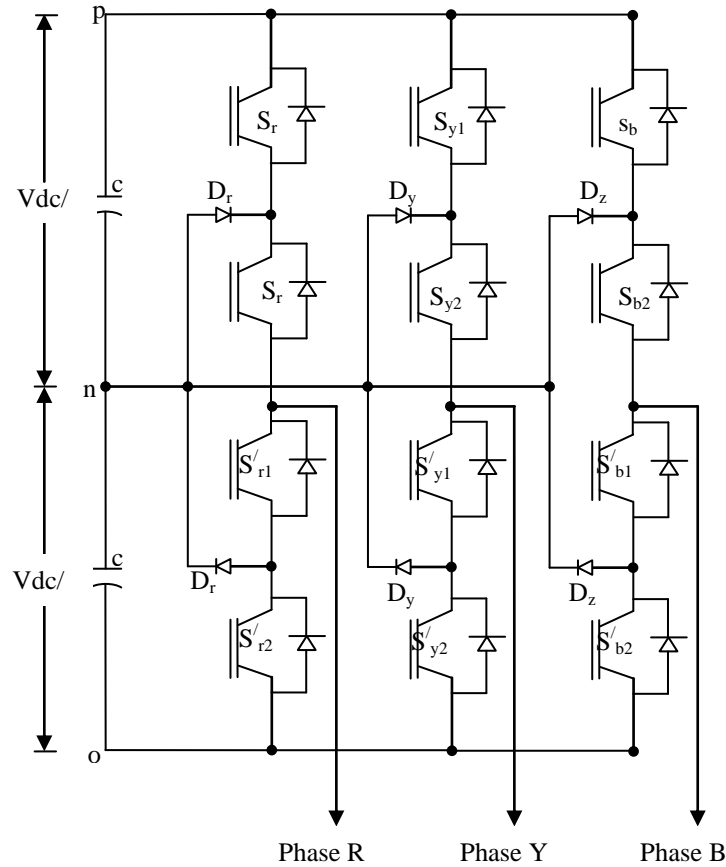 p
S_r S_y1 s_b
c D_r D_y D_z
Vdc/
S_r S_y2 S_b2
n
S^/_r1 S^/_y1 S^/_b1
c
Vdc/ D_r D_y D_z
S^/_r2 S^/_y2 S^/_b2
o
Phase R Phase Y Phase B